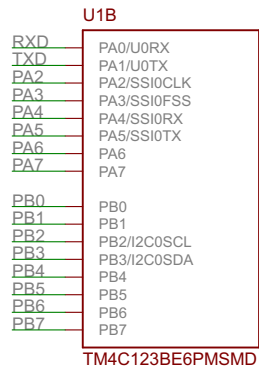 U1B
RXD PA0/U0RX
TXD PA1/U0TX
PA2 PA2/SSI0CLK
PA3 PA3/SSI0FSS
PA4 PA4/SSI0RX
PA5 PA5/SSI0TX
PA6 PA6
PA7 PA7
PB0 PB0
PB1 PB1
PB2 PB2/I2C0SCL
PB3 PB3/I2C0SDA
PB4 PB4
PB5 PB5
PB6 PB6
PB7 PB7
TM4C123BE6PMSMD